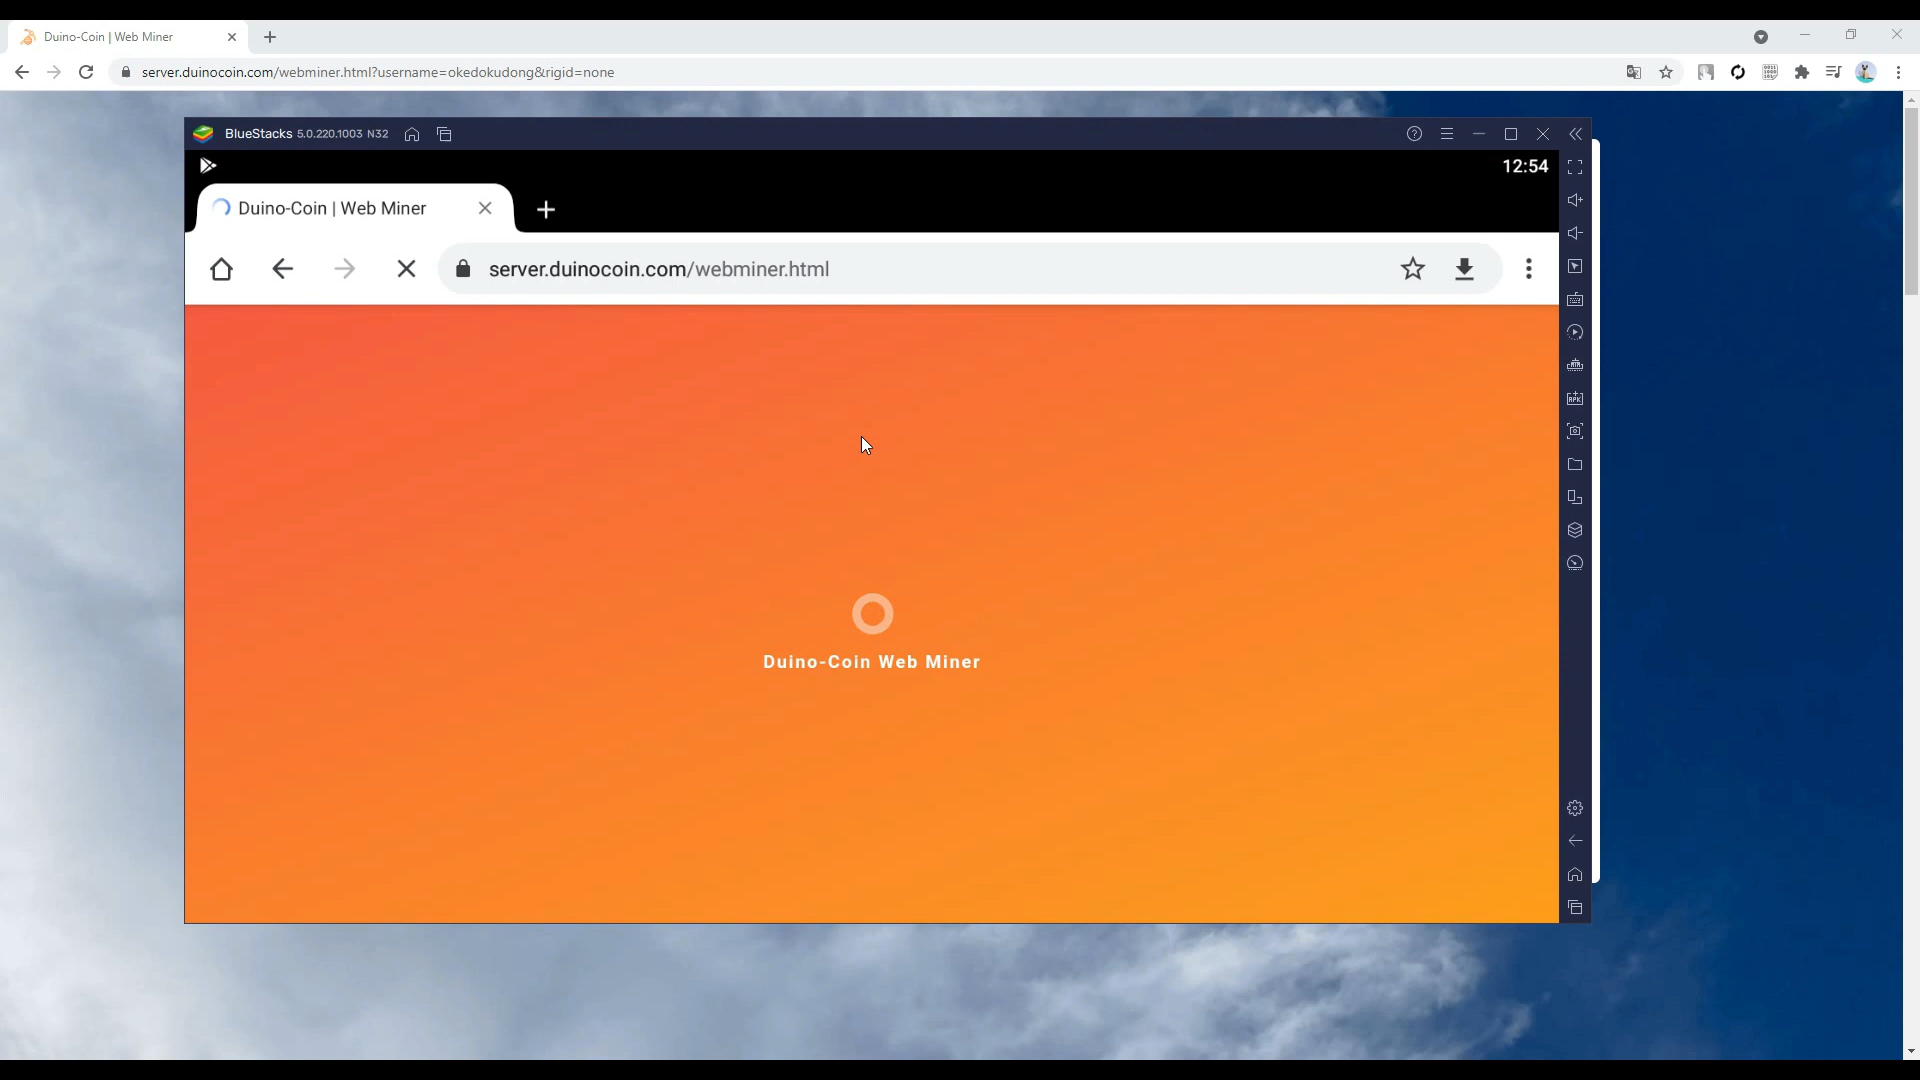 Duino-Coin | Web Miner
server.duinocoin.com/webminer.html?username=okedokudong&rigid=none
BlueStacks 5.0.220.1003 N32
12:54
Duino-Coin | Web Miner
server.duinocoin.com/webminer.html
Duino-Coin Web Miner